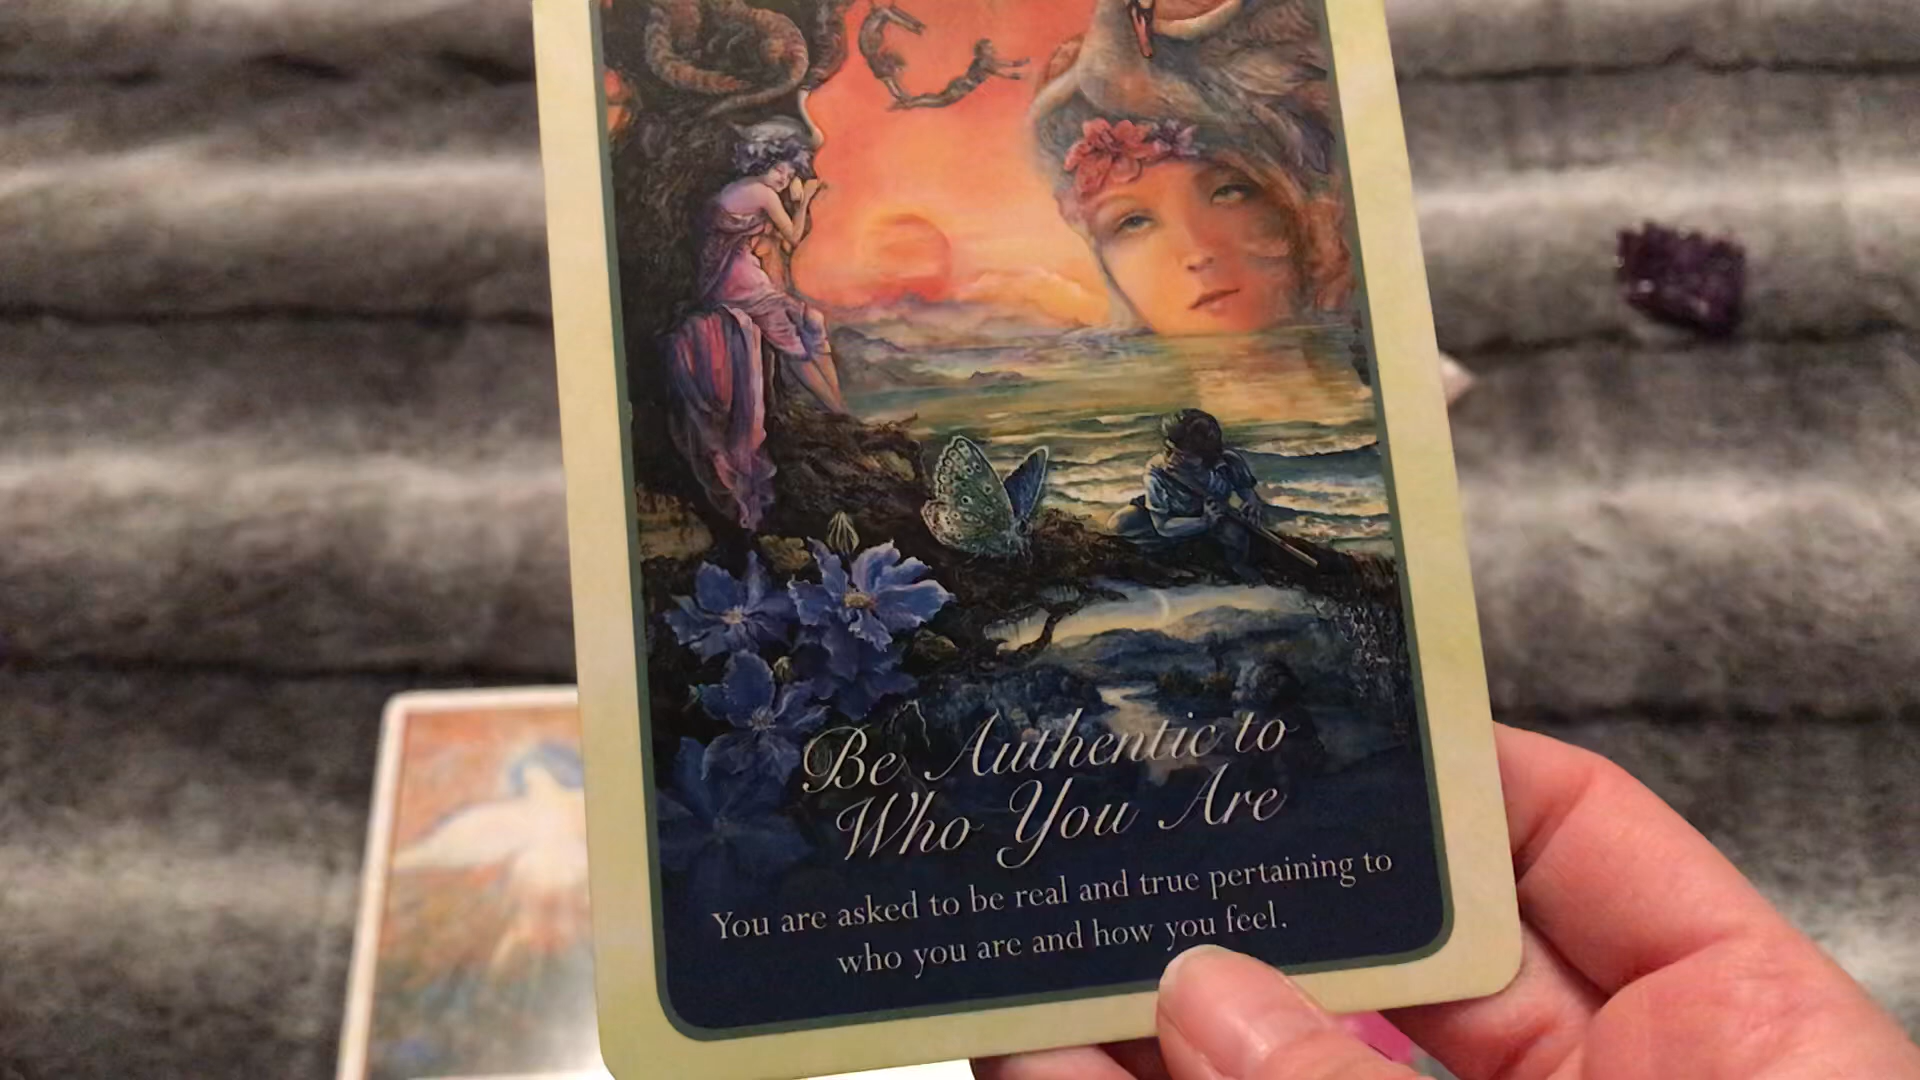 Be Authentic to
Who You Are
You are asked to be real and true pertaining to
who you are and how you feel.